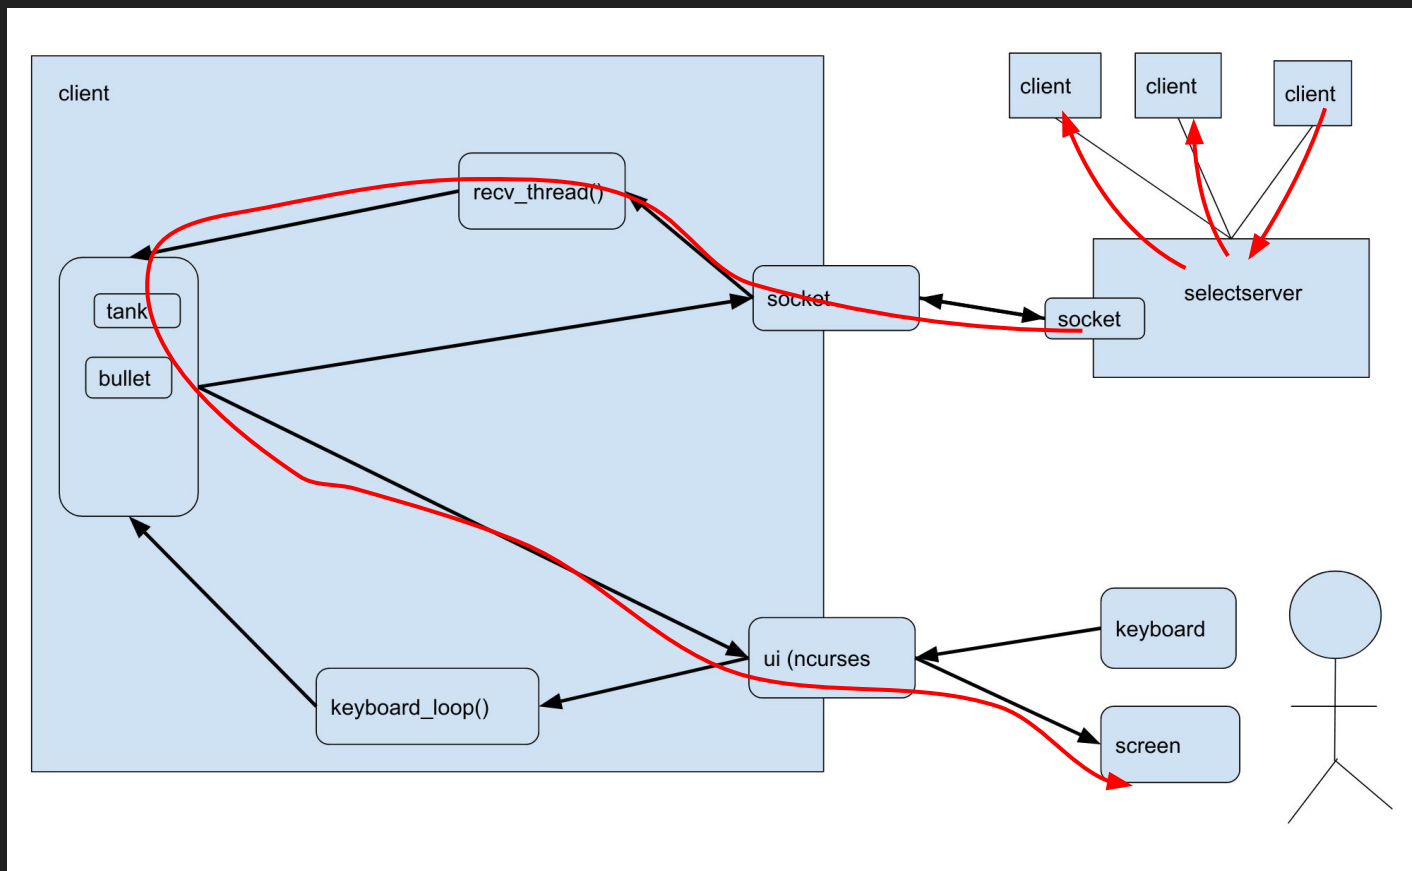 client
client
client
client
recv_thread()
tank
socket
selectserver
socket
bullet
keyboard
ui (ncurses
keyboard_loop()
screen